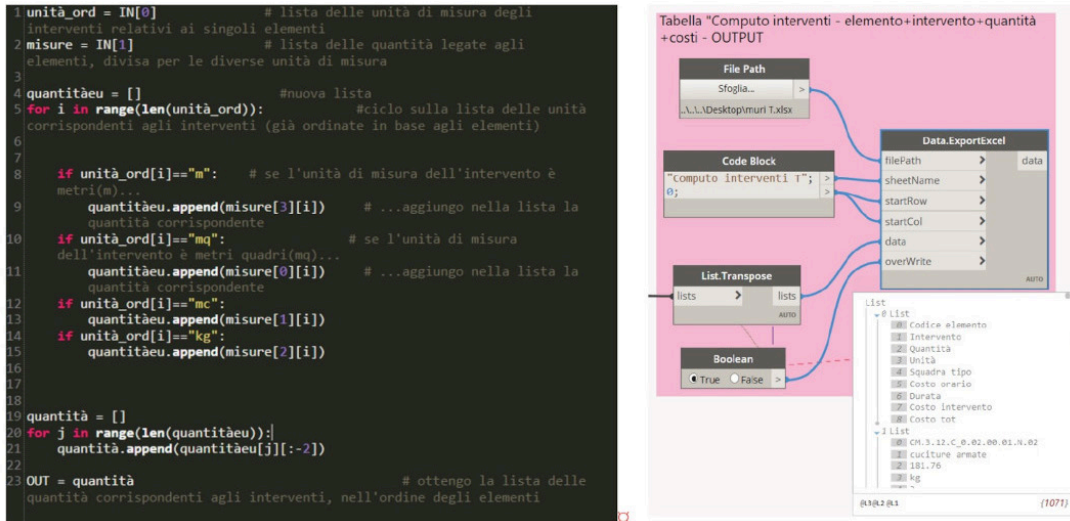 1 unità_ord = IN[0] # lista delle unità di misura degli
interventi relativi ai singoli elementi
2 misure = IN[1] # lista delle quantità legate agli
elementi, divisa per le diverse unità di misura
3
4 quantitàeu = [] #nuova lista
5 for i in range(len(unità_ord)): #ciclo sulla lista delle unità
corrispondenti agli interventi (già ordinate in base agli elementi)
6
7
8 if unità_ord[i]=="m": # se l'unità di misura dell'intervento è
metri(m)...
9 quantitàeu.append(misure[3][i]) # ...aggiungo nella lista la
quantità corrispondente
10 if unità_ord[i]=="mq": # se l'unità di misura
dell'intervento è metri quadri(mq)...
11 quantitàeu.append(misure[0][i]) # ...aggiungo nella lista la
quantità corrispondente
12 if unità_ord[i]=="mc":
13 quantitàeu.append(misure[1][i])
14 if unità_ord[i]=="kg":
15 quantitàeu.append(misure[2][i])
16
17
18
19 quantità = []
20 for j in range(len(quantitàeu)):
21 quantità.append(quantitàeu[j][:-2])
22
23 OUT = quantità # ottengo la lista delle
quantità corrispondenti agli interventi, nell'ordine degli elementi
Tabella "Computo interventi - elemento+intervento+quantità
+costi - OUTPUT
File Path
Sfoglia... >
..\..\..\Desktop\muri T.xlsx
Code Block
"Computo interventi T"; >
0; >
List.Transpose
lists > lists
AUTO
Boolean
True False >
Data.ExportExcel
filePath > data
sheetName >
startRow >
startCol >
data >
overWrite >
AUTO
List
0 List
0 Codice elemento
1 Intervento
2 Quantità
3 Unità
4 Squadra tipo
5 Costo orario
6 Durata
7 Costo intervento
8 Costo tot
1 List
0 CM.3.12.C_0.02.00.01.N.02
1 cuciture armate
2 181.76
3 kg
@L3 @L2 @L1 (1071)